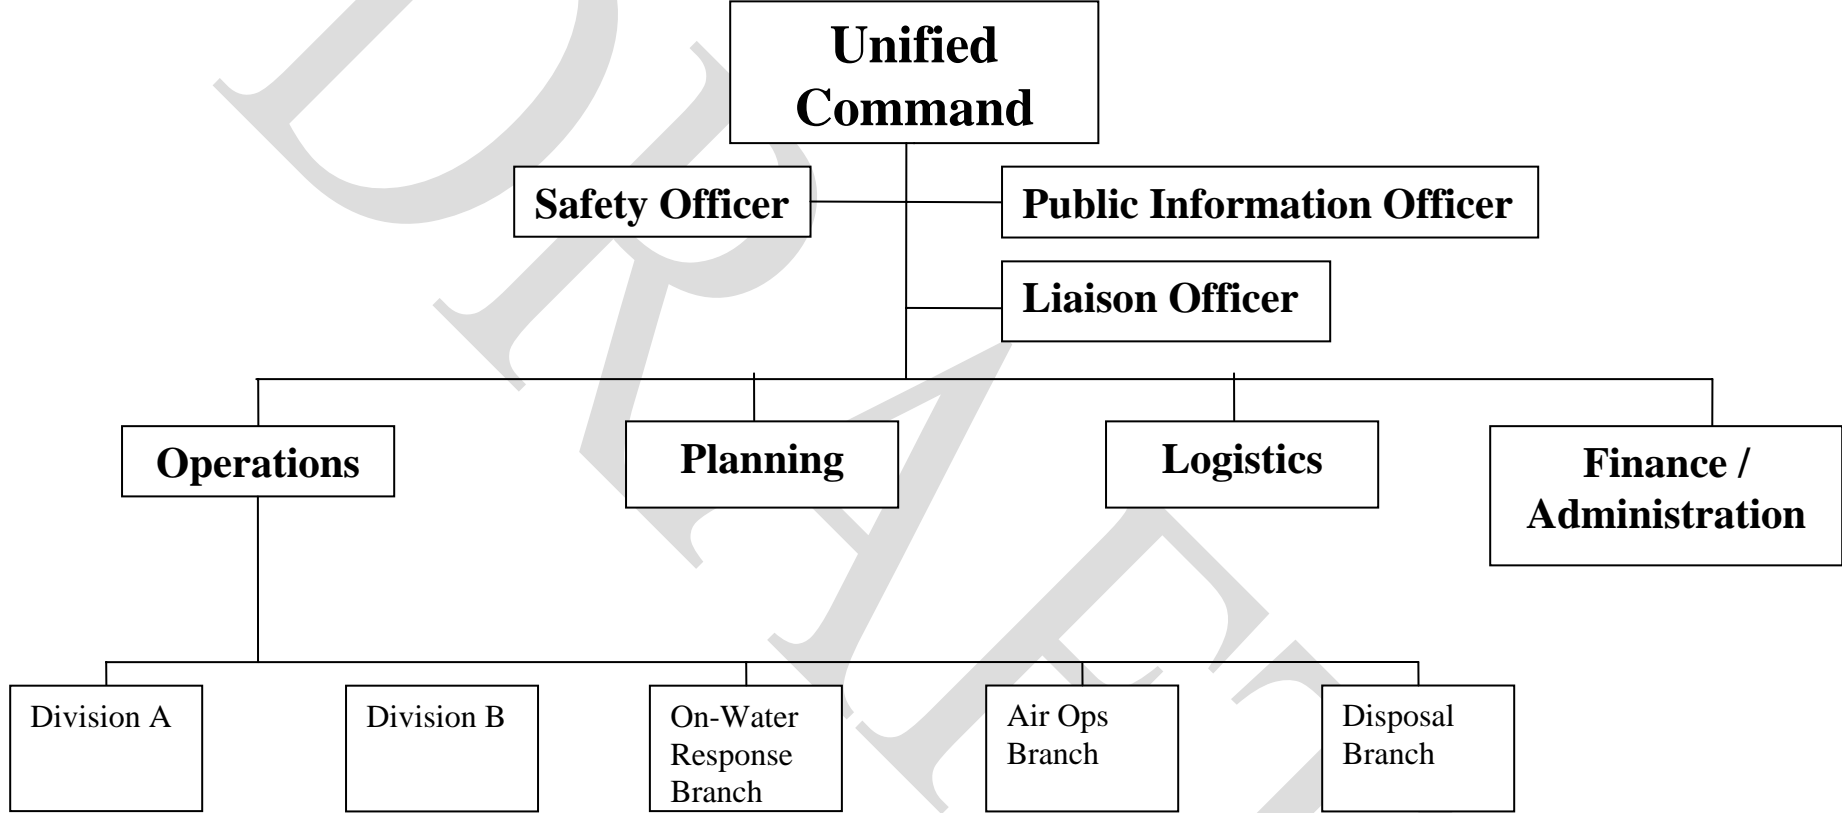 Unified
Command
Safety Officer
Public Information Officer
Liaison Officer
Operations
Planning
Logistics
Finance /
Administration
Division A
Division B
On-Water
Response
Branch
Air Ops
Branch
Disposal
Branch
DRAFT